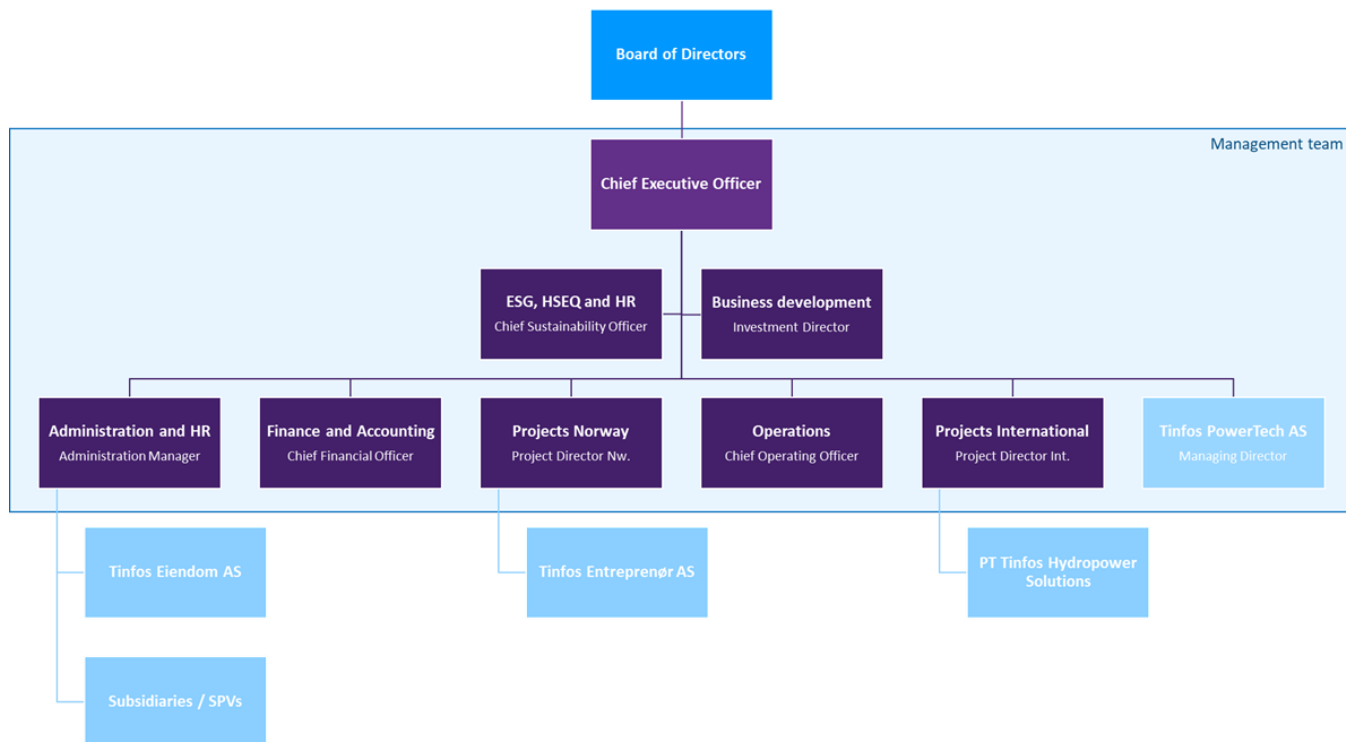 Board of Directors
Management team
Chief Executive Officer
ESG, HSEQ and HR
Chief Sustainability Officer
Business development
Investment Director
Administration and HR
Administration Manager
Finance and Accounting
Chief Financial Officer
Projects Norway
Project Director Nw.
Operations
Chief Operating Officer
Projects International
Project Director Int.
Tinfos PowerTech AS
Managing Director
Tinfos Eiendom AS
Tinfos Entreprenør AS
PT Tinfos Hydropower
Solutions
Subsidiaries / SPVs